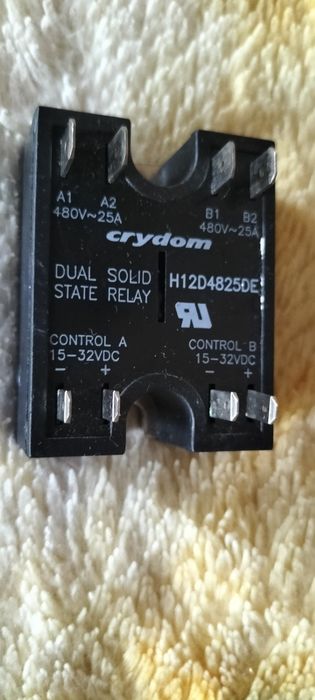 A1 A2 B1 B2
480V~25A 480V~25A
crydom
DUAL SOLID
STATE RELAY
H12D4825DE
RU
CONTROL A CONTROL B
15-32VDC 15-32VDC
- + - +